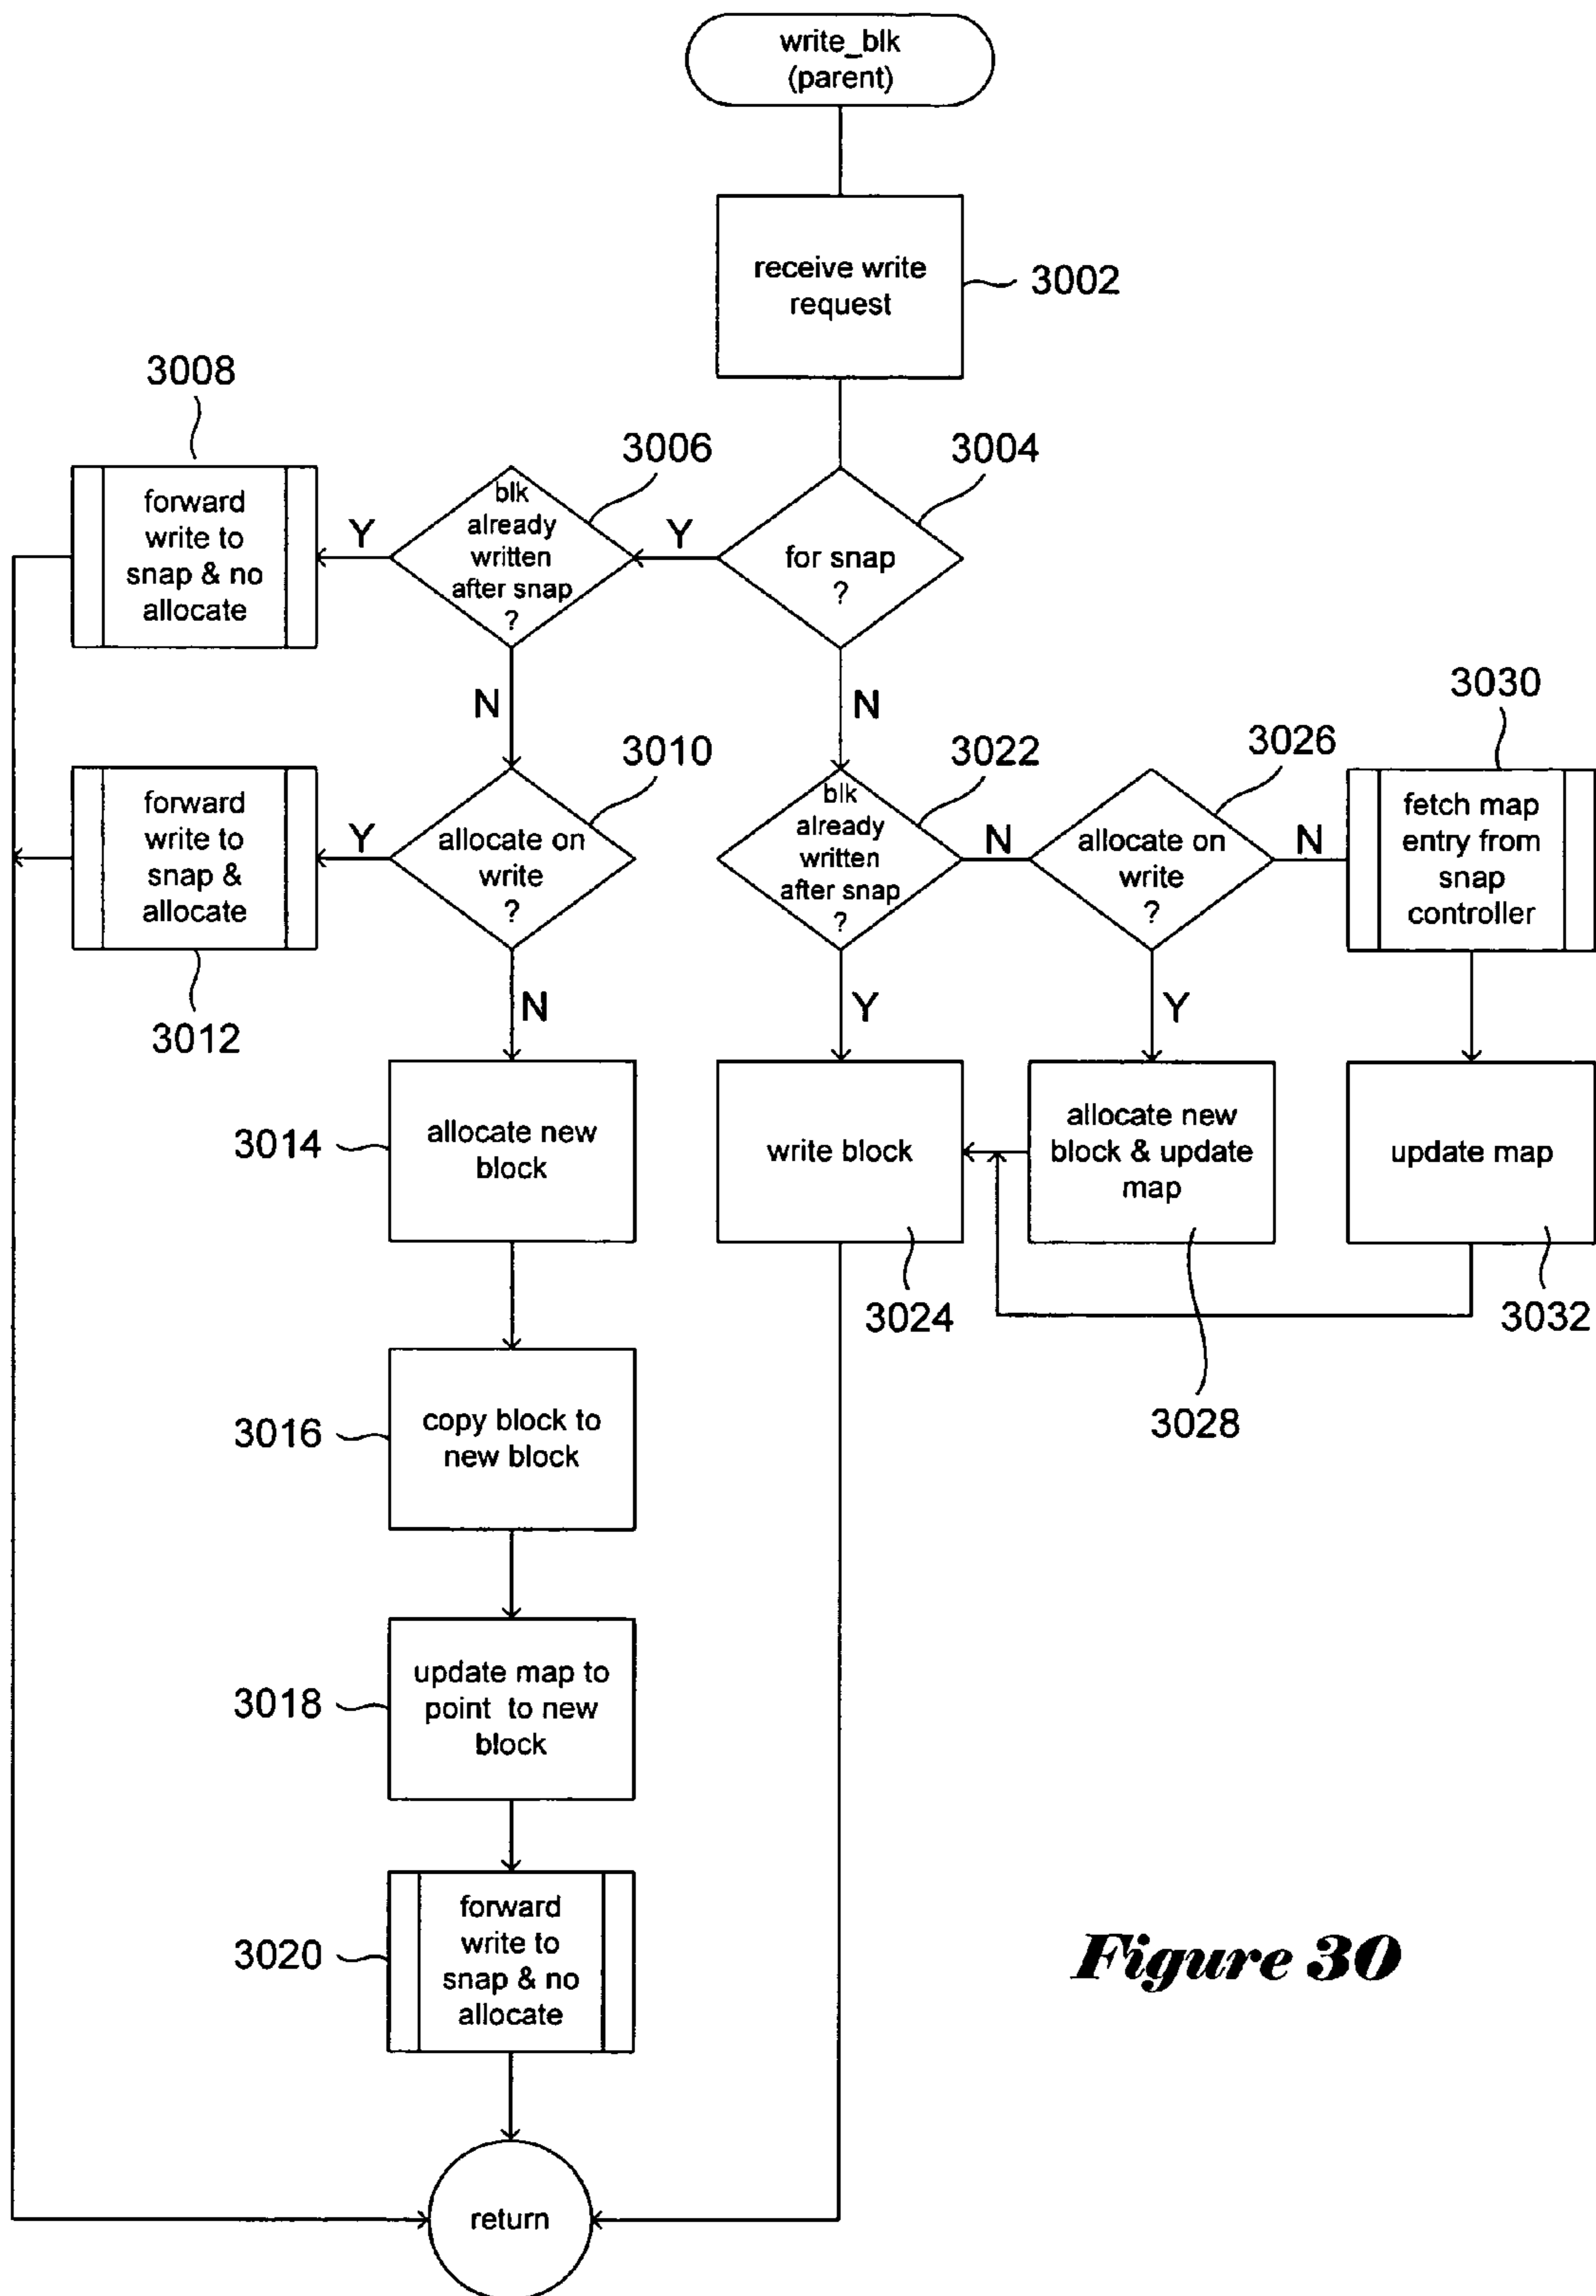 write_blk
(parent)
receive write
request
3002
3008
3006
3004
forward
write to
snap & no
allocate
Y
blk
already
written
after snap
?
Y
for snap
?
N
N
3030
3010
3022
3026
forward
write to
snap &
allocate
Y
allocate on
write
?
blk
already
written
after snap
?
N
allocate on
write
?
N
fetch map
entry from
snap
controller
3012
N
Y
Y
3014
allocate new
block
write block
allocate new
block & update
map
update map
3024
3032
3028
3016
copy block to
new block
3018
update map to
point to new
block
3020
forward
write to
snap & no
allocate
Figure 30
return